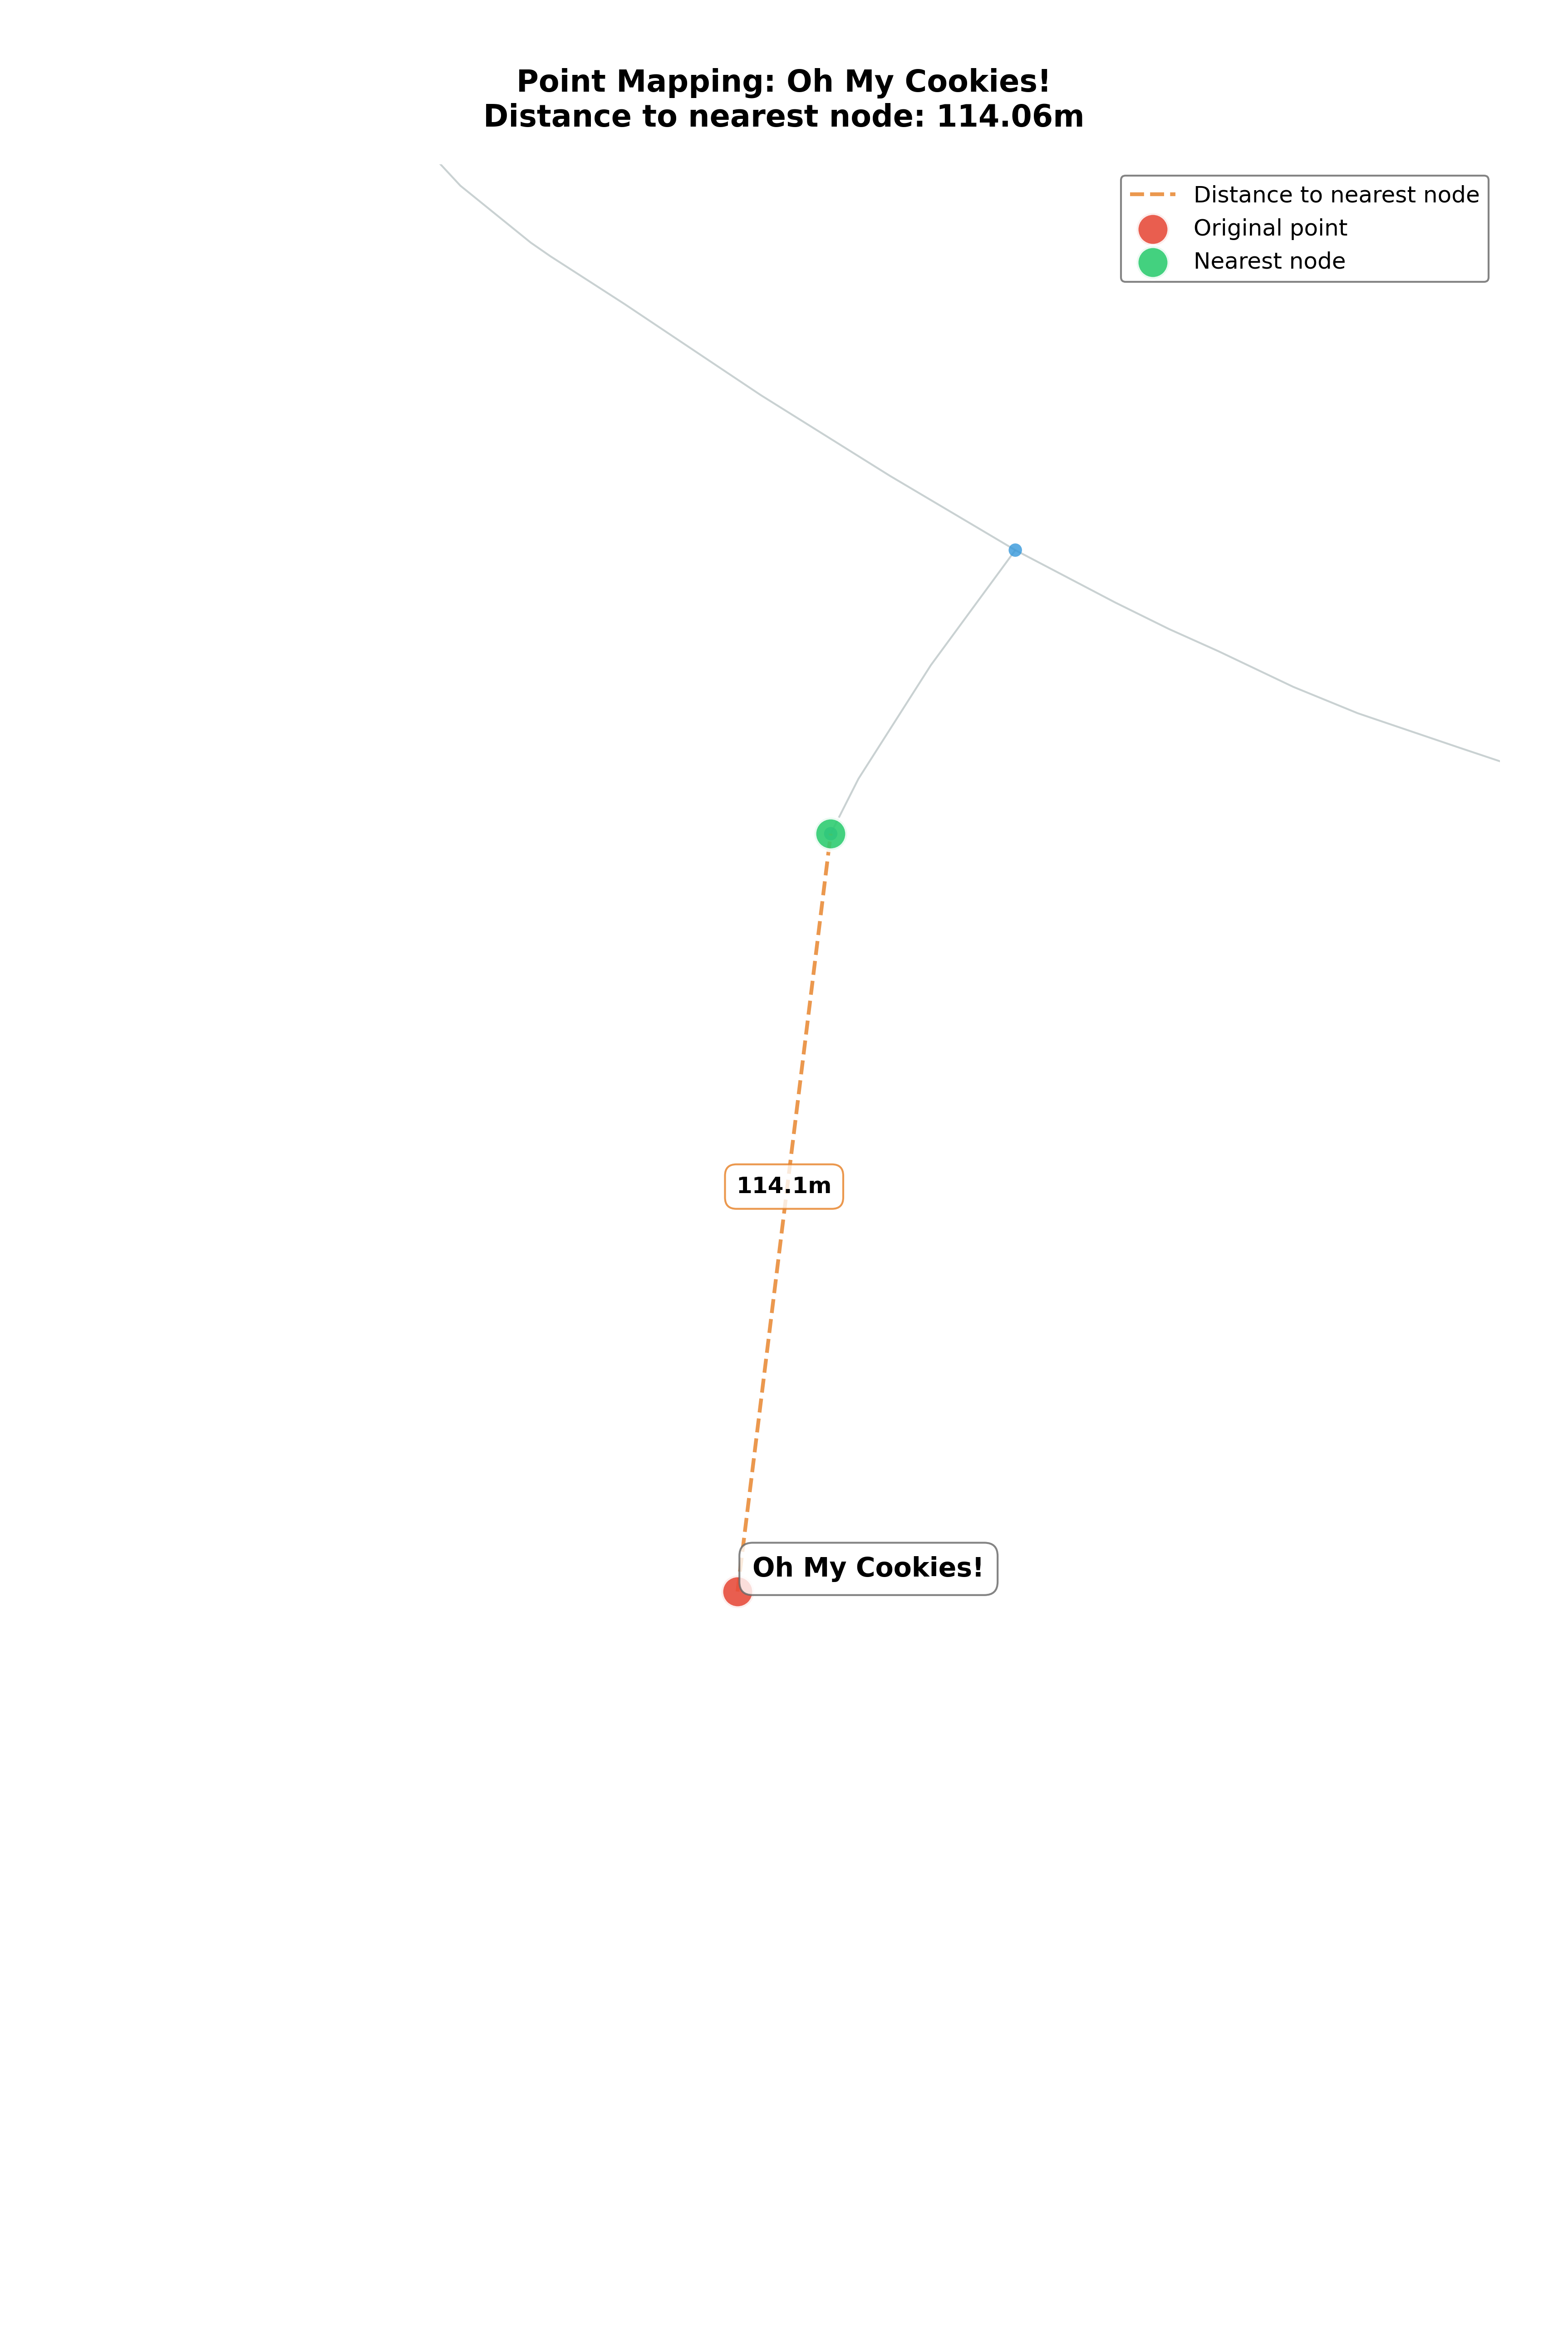 Point Mapping: Oh My Cookies!
Distance to nearest node: 114.06m
Distance to nearest node
Original point
Nearest node
114.1m
Oh My Cookies!